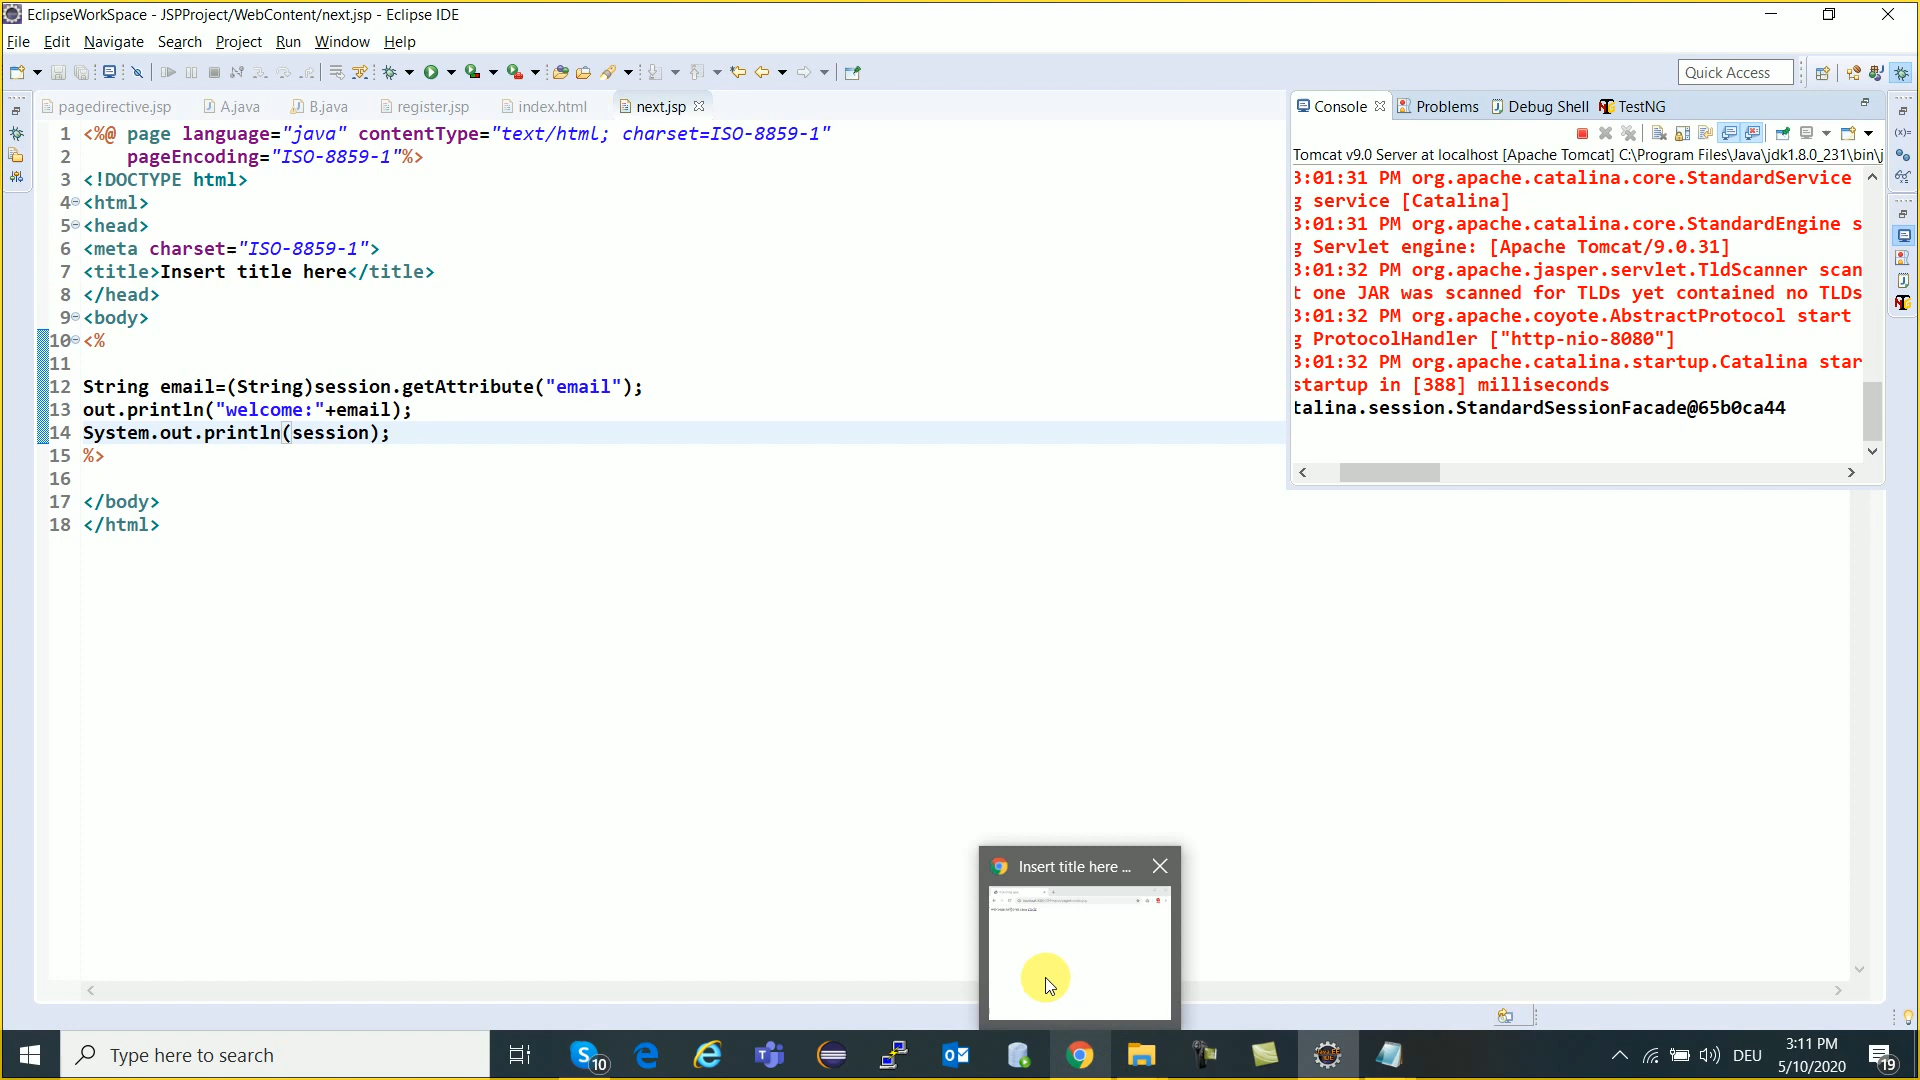 EclipseWorkSpace - JSPProject/WebContent/next.jsp - Eclipse IDE
File Edit Navigate Search Project Run Window Help
Quick Access
pagedirective.jsp A.java B.java register.jsp index.html next.jsp
1 <%@ page language="java" contentType="text/html; charset=ISO-8859-1"
2 pageEncoding="ISO-8859-1"%>
3 <!DOCTYPE html>
4 <html>
5 <head>
6 <meta charset="ISO-8859-1">
7 <title>Insert title here</title>
8 </head>
9 <body>
10 <%
11
12 String email=(String)session.getAttribute("email");
13 out.println("welcome:"+email);
14 System.out.println(session);
15 %>
16
17 </body>
18 </html>
Console Problems Debug Shell TestNG
Tomcat v9.0 Server at localhost [Apache Tomcat] C:\Program Files\Java\jdk1.8.0_231\bin\j
3:01:31 PM org.apache.catalina.core.StandardService
g service [Catalina]
3:01:31 PM org.apache.catalina.core.StandardEngine s
g Servlet engine: [Apache Tomcat/9.0.31]
3:01:32 PM org.apache.jasper.servlet.TldScanner scan
t one JAR was scanned for TLDs yet contained no TLDs
3:01:32 PM org.apache.coyote.AbstractProtocol start
g ProtocolHandler ["http-nio-8080"]
3:01:32 PM org.apache.catalina.startup.Catalina star
startup in [388] milliseconds
talina.session.StandardSessionFacade@65b0ca44
Insert title here ...
Type here to search
10
DEU
3:11 PM
5/10/2020
19